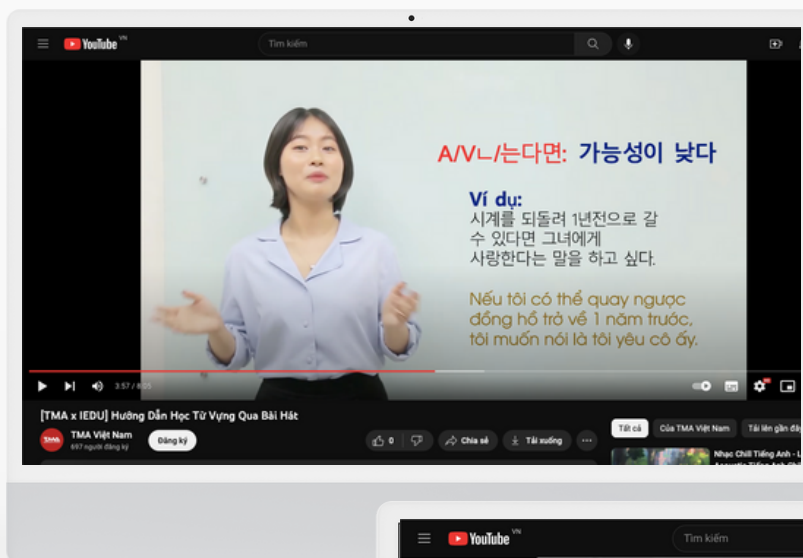 YouTube VN
Tìm kiếm
A/Vㄴ/는다면: 가능성이 낮다
Ví dụ:
시계를 되돌려 1년전으로 갈
수 있다면 그녀에게
사랑한다는 말을 하고 싶다.
Nếu tôi có thể quay ngược
đồng hồ trở về 1 năm trước,
tôi muốn nói là tôi yêu cô ấy.
3:57 / 8:05
[TMA x IEDU] Hướng Dẫn Học Từ Vựng Qua Bài Hát
TMA
TMA Việt Nam
697 người đăng ký
Đăng ký
0
Chia sẻ
Tải xuống
Tất cả
Của TMA Việt Nam
Tải lên gần đây
Nhạc Chill Tiếng Anh - L
YouTube VN
Tìm kiếm